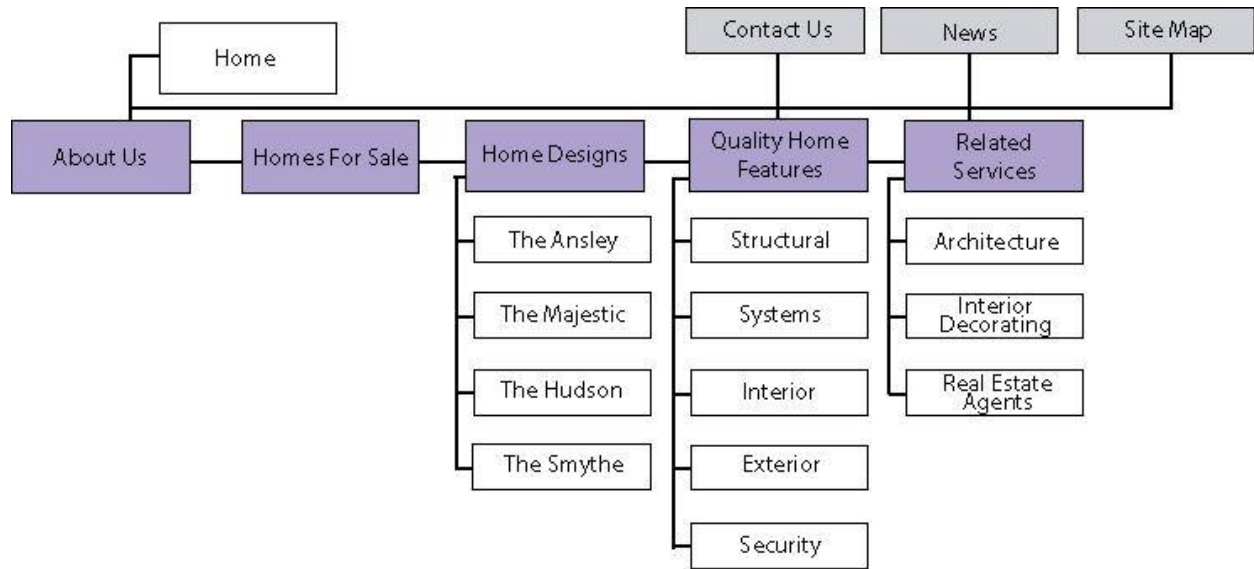 Home
Contact Us
News
Site Map
About Us
Homes For Sale
Home Designs
Quality Home
Features
Related
Services
The Ansley
The Majestic
The Hudson
The Smythe
Structural
Systems
Interior
Exterior
Security
Architecture
Interior
Decorating
Real Estate
Agents